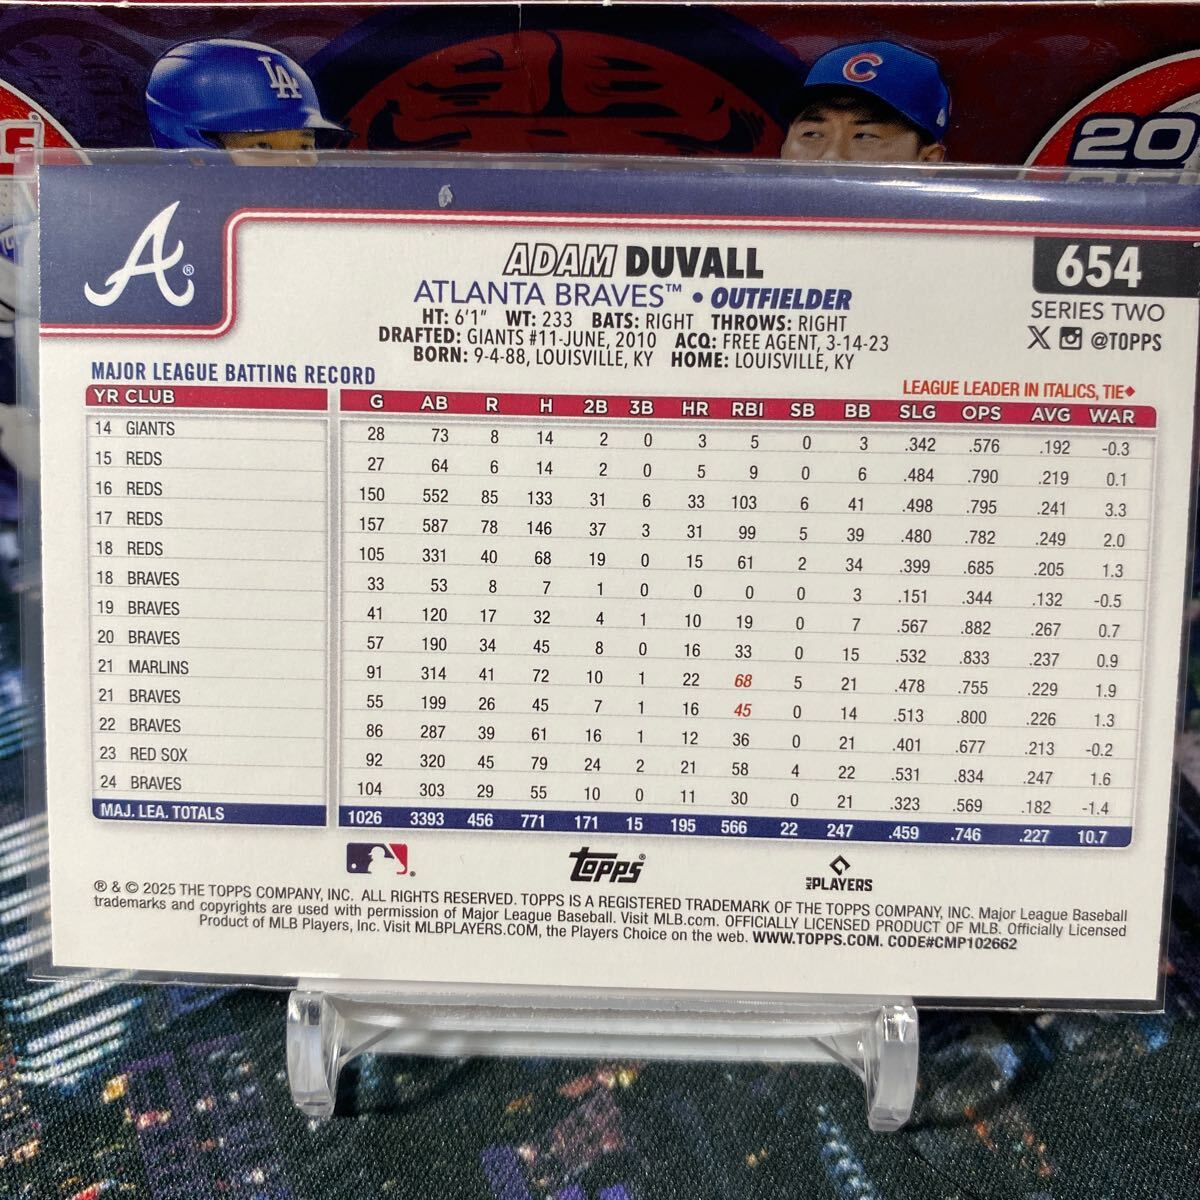 LA
C
20
A ®
ADAM DUVALL
654
ATLANTA BRAVES™ • OUTFIELDER
SERIES TWO
HT: 6'1" WT: 233 BATS: RIGHT THROWS: RIGHT
X @TOPPS
DRAFTED: GIANTS #11-JUNE, 2010 ACQ: FREE AGENT, 3-14-23
BORN: 9-4-88, LOUISVILLE, KY HOME: LOUISVILLE, KY
MAJOR LEAGUE BATTING RECORD
LEAGUE LEADER IN ITALICS, TIE♦
YR CLUB G AB R H 2B 3B HR RBI SB BB SLG OPS AVG WAR
14 GIANTS 28 73 8 14 2 0 3 5 0 3 .342 .576 .192 -0.3
15 REDS 27 64 6 14 2 0 5 9 0 6 .484 .790 .219 0.1
16 REDS 150 552 85 133 31 6 33 103 6 41 .498 .795 .241 3.3
17 REDS 157 587 78 146 37 3 31 99 5 39 .480 .782 .249 2.0
18 REDS 105 331 40 68 19 0 15 61 2 34 .399 .685 .205 1.3
18 BRAVES 33 53 8 7 1 0 0 0 0 3 .151 .344 .132 -0.5
19 BRAVES 41 120 17 32 4 1 10 19 0 7 .567 .882 .267 0.7
20 BRAVES 57 190 34 45 8 0 16 33 0 15 .532 .833 .237 0.9
21 MARLINS 91 314 41 72 10 1 22 68 5 21 .478 .755 .229 1.9
21 BRAVES 55 199 26 45 7 1 16 45 0 14 .513 .800 .226 1.3
22 BRAVES 86 287 39 61 16 1 12 36 0 21 .401 .677 .213 -0.2
23 RED SOX 92 320 45 79 24 2 21 58 4 22 .531 .834 .247 1.6
24 BRAVES 104 303 29 55 10 0 11 30 0 21 .323 .569 .182 -1.4
MAJ. LEA. TOTALS 1026 3393 456 771 171 15 195 566 22 247 .459 .746 .227 10.7
topps®
MLB PLAYERS
® & © 2025 THE TOPPS COMPANY, INC. ALL RIGHTS RESERVED. TOPPS IS A REGISTERED TRADEMARK OF THE TOPPS COMPANY, INC. Major League Baseball
trademarks and copyrights are used with permission of Major League Baseball. Visit MLB.com. OFFICIALLY LICENSED PRODUCT OF MLB. Officially Licensed
Product of MLB Players, Inc. Visit MLBPLAYERS.COM, the Players Choice on the web. WWW.TOPPS.COM. CODE#CMP102662